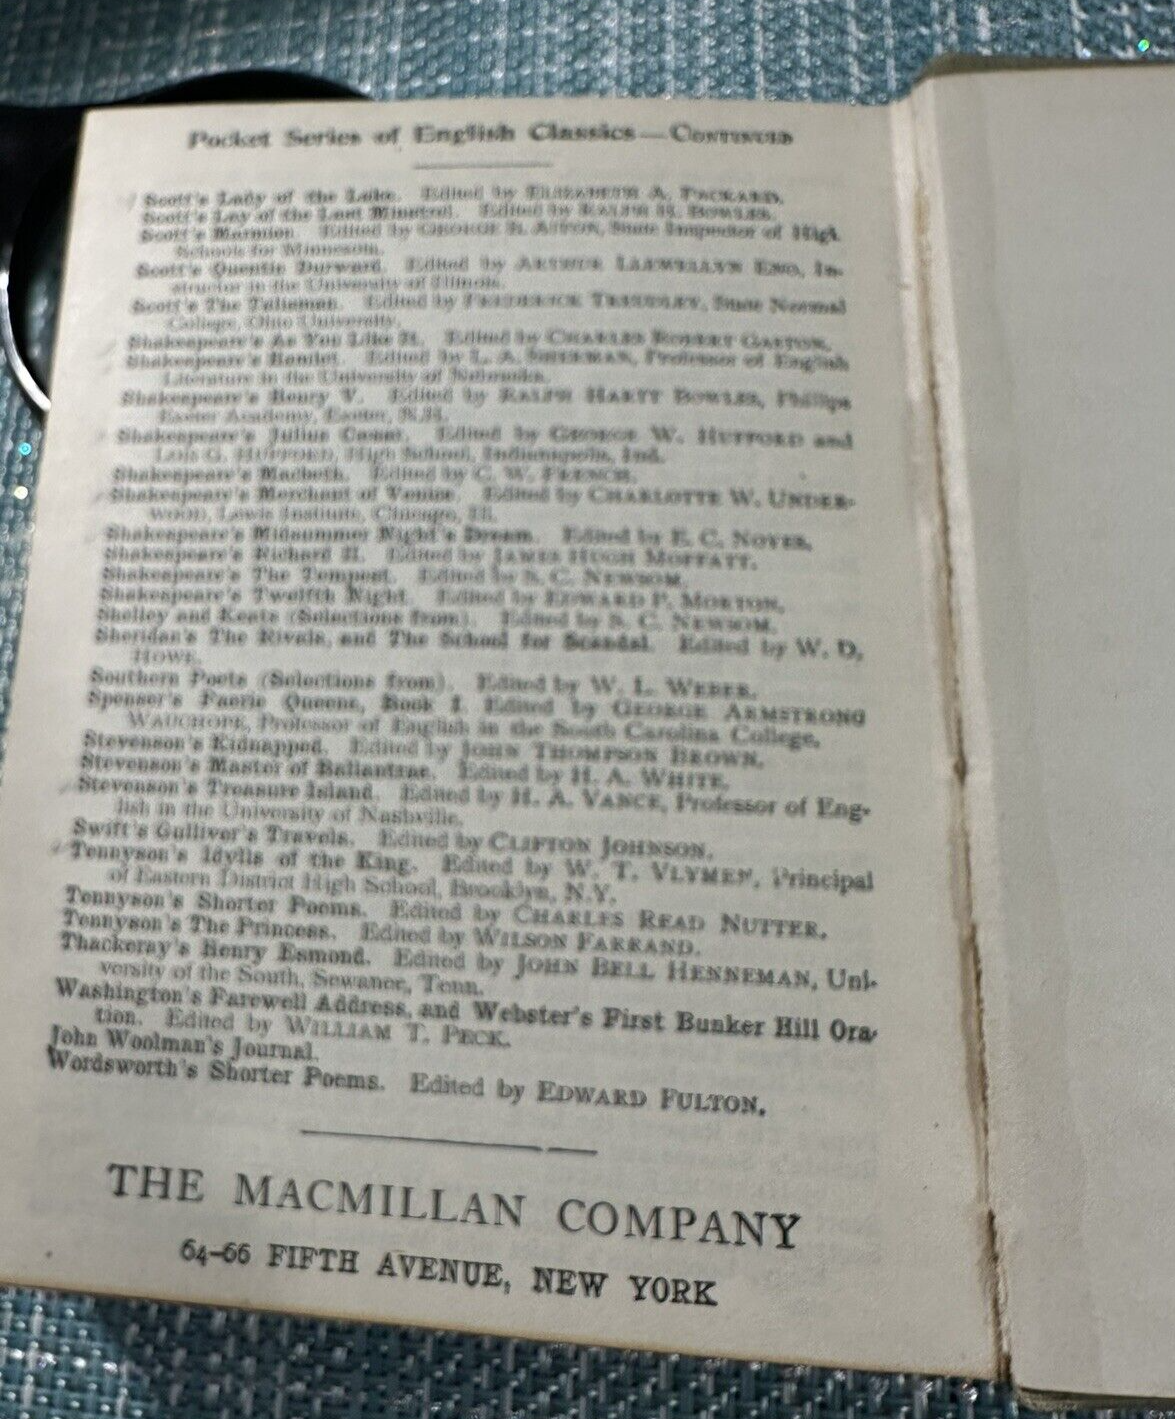 Pocket Series of English Classics — CONTINUED
Scott's Lady of the Lake. Edited by ELIZABETH A. PACKARD.
Scott's Lay of the Last Minstrel. Edited by RALPH H. BOWLES.
Scott's Marmion. Edited by GEORGE B. AITON, State Inspector of High
Schools for Minnesota.
Scott's Quentin Durward. Edited by ARTHUR LLEWELLYN ENO, In-
structor in the University of Illinois.
Scott's The Talisman. Edited by FREDERICK TREUDLEY, State Normal
College, Ohio University.
Shakespeare's As You Like It. Edited by CHARLES ROBERT GASTON.
Shakespeare's Hamlet. Edited by L. A. SHERMAN, Professor of English
Literature in the University of Nebraska.
Shakespeare's Henry V. Edited by RALPH HARTT BOWLES, Phillips
Exeter Academy, Exeter, N.H.
Shakespeare's Julius Caesar. Edited by GEORGE W. HUFFORD and
LOIS G. HUFFORD, High School, Indianapolis, Ind.
Shakespeare's Macbeth. Edited by C. W. FRENCH.
Shakespeare's Merchant of Venice. Edited by CHARLOTTE W. UNDER-
WOOD, Lewis Institute, Chicago, Ill.
Shakespeare's Midsummer Night's Dream. Edited by E. C. NOYES.
Shakespeare's Richard II. Edited by JAMES HUGH MOFFATT.
Shakespeare's The Tempest. Edited by S. C. NEWSOM.
Shakespeare's Twelfth Night. Edited by EDWARD P. MORTON.
Shelley and Keats (Selections from). Edited by S. C. NEWSOM.
Sheridan's The Rivals, and The School for Scandal. Edited by W. D.
HOWE.
Southern Poets (Selections from). Edited by W. L. WEBER.
Spenser's Faerie Queene, Book I. Edited by GEORGE ARMSTRONG
WAUCHOPE, Professor of English in the South Carolina College.
Stevenson's Kidnapped. Edited by JOHN THOMPSON BROWN.
Stevenson's Master of Ballantrae. Edited by H. A. WHITE.
Stevenson's Treasure Island. Edited by H. A. VANCE, Professor of Eng-
lish in the University of Nashville.
Swift's Gulliver's Travels. Edited by CLIFTON JOHNSON.
Tennyson's Idylls of the King. Edited by W. T. VLYMEN, Principal
of Eastern District High School, Brooklyn, N.Y.
Tennyson's Shorter Poems. Edited by CHARLES READ NUTTER.
Tennyson's The Princess. Edited by WILSON FARRAND.
Thackeray's Henry Esmond. Edited by JOHN BELL HENNEMAN, Uni-
versity of the South, Sewanee, Tenn.
Washington's Farewell Address, and Webster's First Bunker Hill Ora-
tion. Edited by WILLIAM T. PECK.
John Woolman's Journal.
Wordsworth's Shorter Poems. Edited by EDWARD FULTON.
THE MACMILLAN COMPANY
64-66 FIFTH AVENUE, NEW YORK